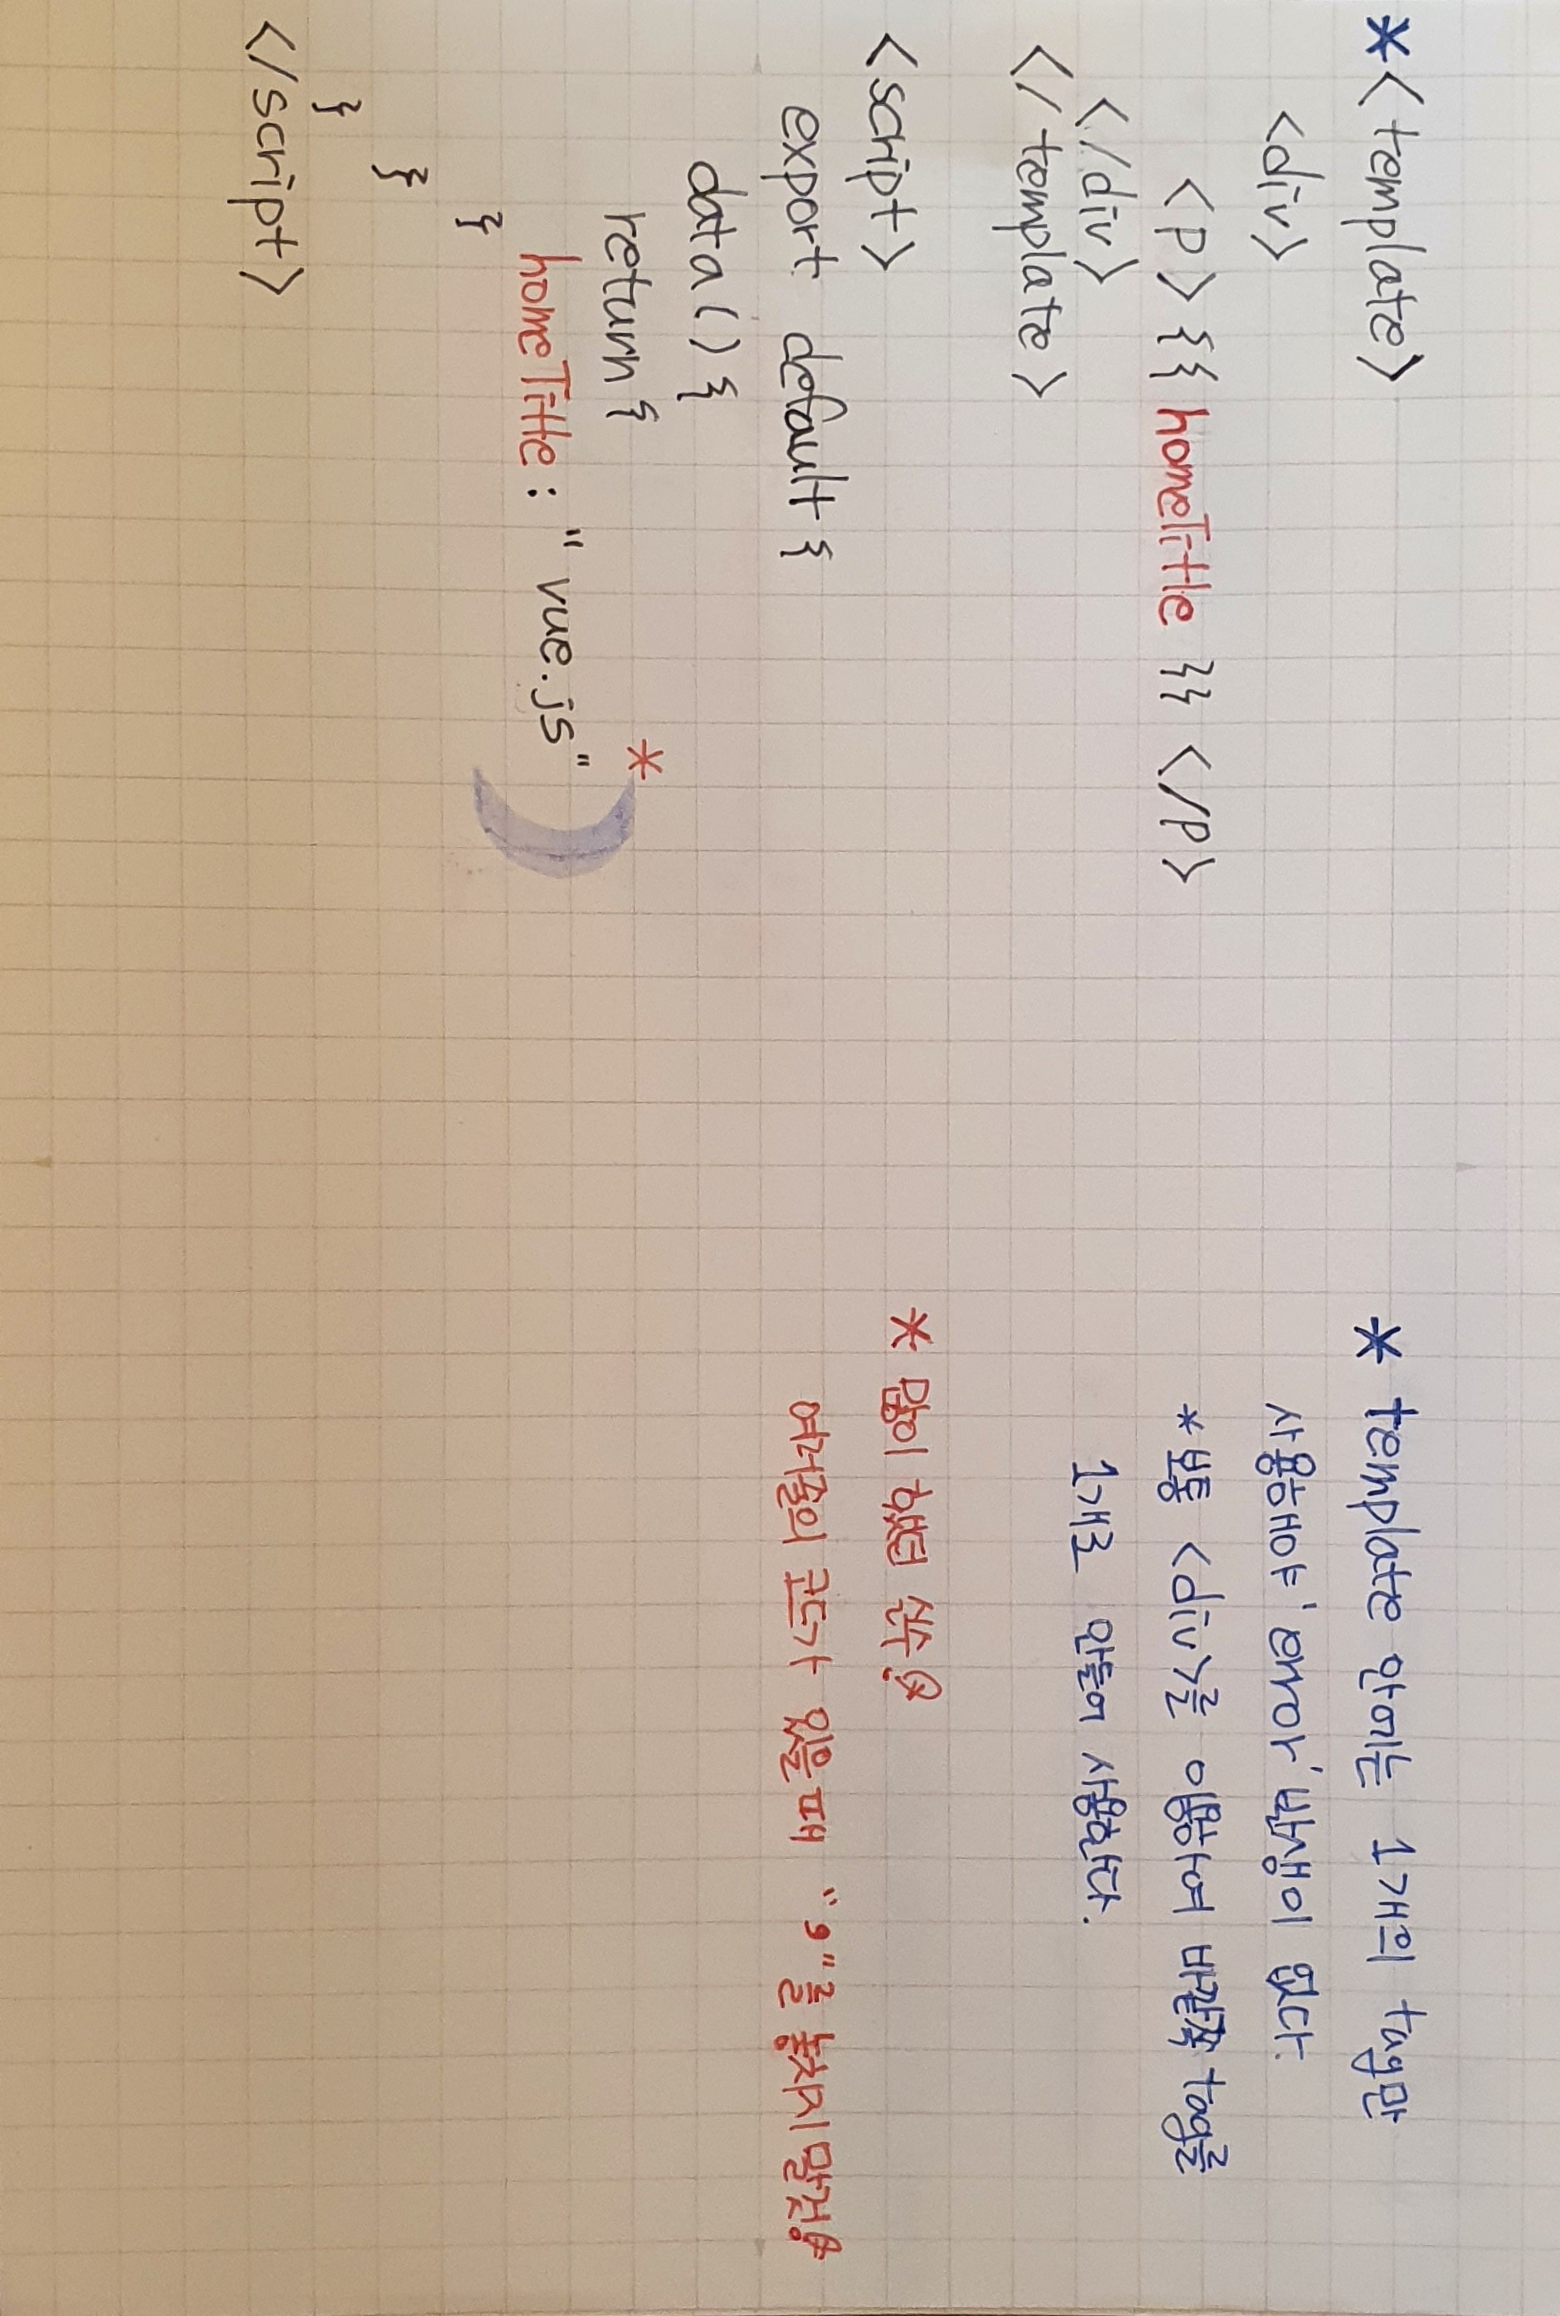 *< template>
<div>
<p>{{ homeTitle }} </p>
</div>
</ template>
<script>
export default {
data () {
return {
*
homeTitle : " vue.js"
}
}
}
</script>
* template 안에는 1개의 tag만
사용해야 'error' 발생이 없다.
* 보통 <div>를 이용하여 바깥쪽 tag를
1개로 만들어 사용한다.
* 많이 했던 실수!
여러줄의 코드가 있을 때 "," 를 놓치지 말것!